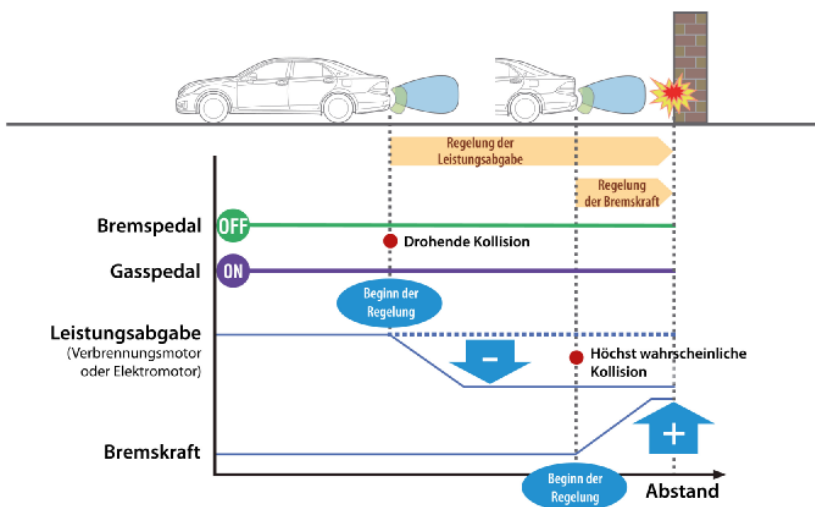 Regelung der
Leistungsabgabe
Regelung
der Bremskraft
Bremspedal
OFF
Drohende Kollision
Gasspedal
ON
Beginn der
Regelung
Leistungsabgabe
(Verbrennungsmotor
oder Elektromotor)
-
Höchst wahrscheinliche
Kollision
+
Bremskraft
Beginn der
Regelung
Abstand